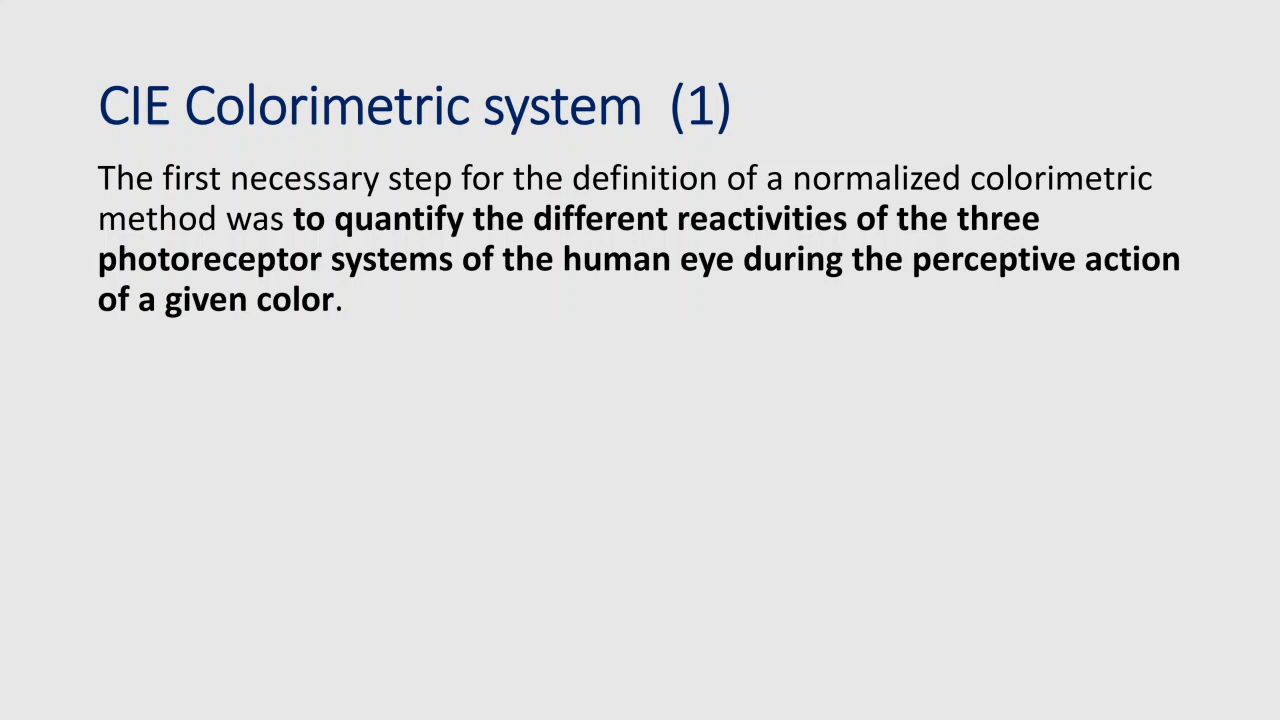 CIE Colorimetric system  (1)
The first necessary step for the definition of a normalized colorimetric
method was to quantify the different reactivities of the three
photoreceptor systems of the human eye during the perceptive action
of a given color.